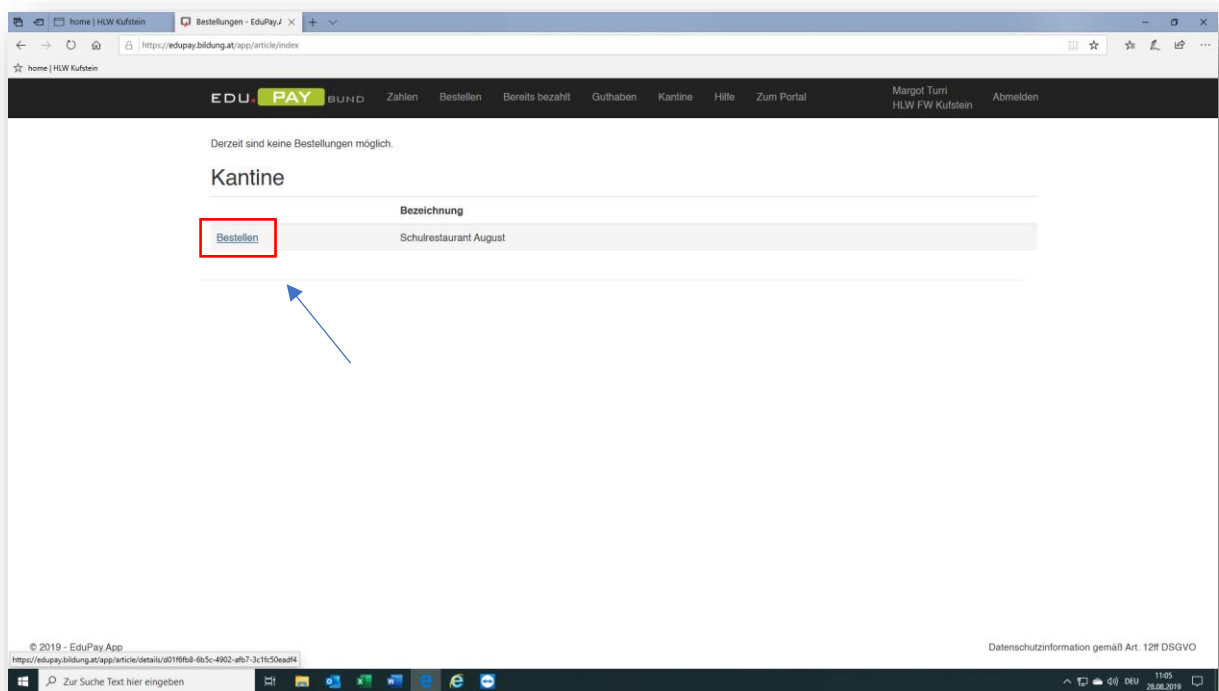 home | HLW Kufstein
Bestellungen - EduPay.A
https://edupay.bildung.at/app/article/index
home | HLW Kufstein
EDU. PAY BUND Zahlen Bestellen Bereits bezahlt Guthaben Kantine Hilfe Zum Portal Margot Turri Abmelden
HLW FW Kufstein
Derzeit sind keine Bestellungen möglich.
Kantine
Bezeichnung
Bestellen Schulrestaurant August
© 2019 - EduPay.App Datenschutzinformation gemäß Art. 12ff DSGVO
https://edupay.bildung.at/app/article/details/d01f6fb8-6b5c-4902-afb7-3c1fc50eadf4
Zur Suche Text hier eingeben DEU 11:05
28.08.2019